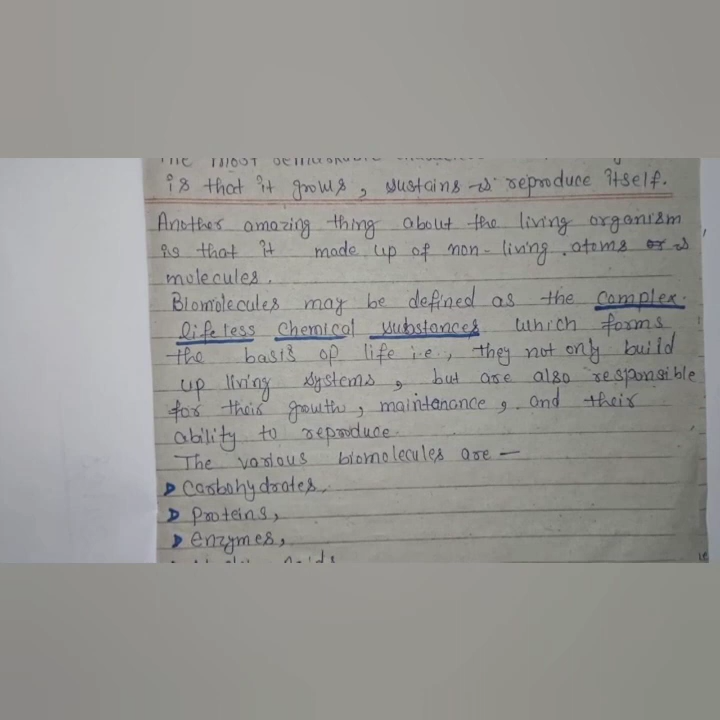 is that it grows, sustains & reproduce itself.
Another amazing thing about the living organism
is that it made up of non-living atoms &
molecules.
Biomolecules may be defined as the complex
lifeless chemical substances which forms
the basis of life i.e., they not only build
up living systems, but are also responsible
for their growth, maintenance, and their
ability to reproduce.
The various biomolecules are —
Carbohydrates,
Proteins,
Enzymes,